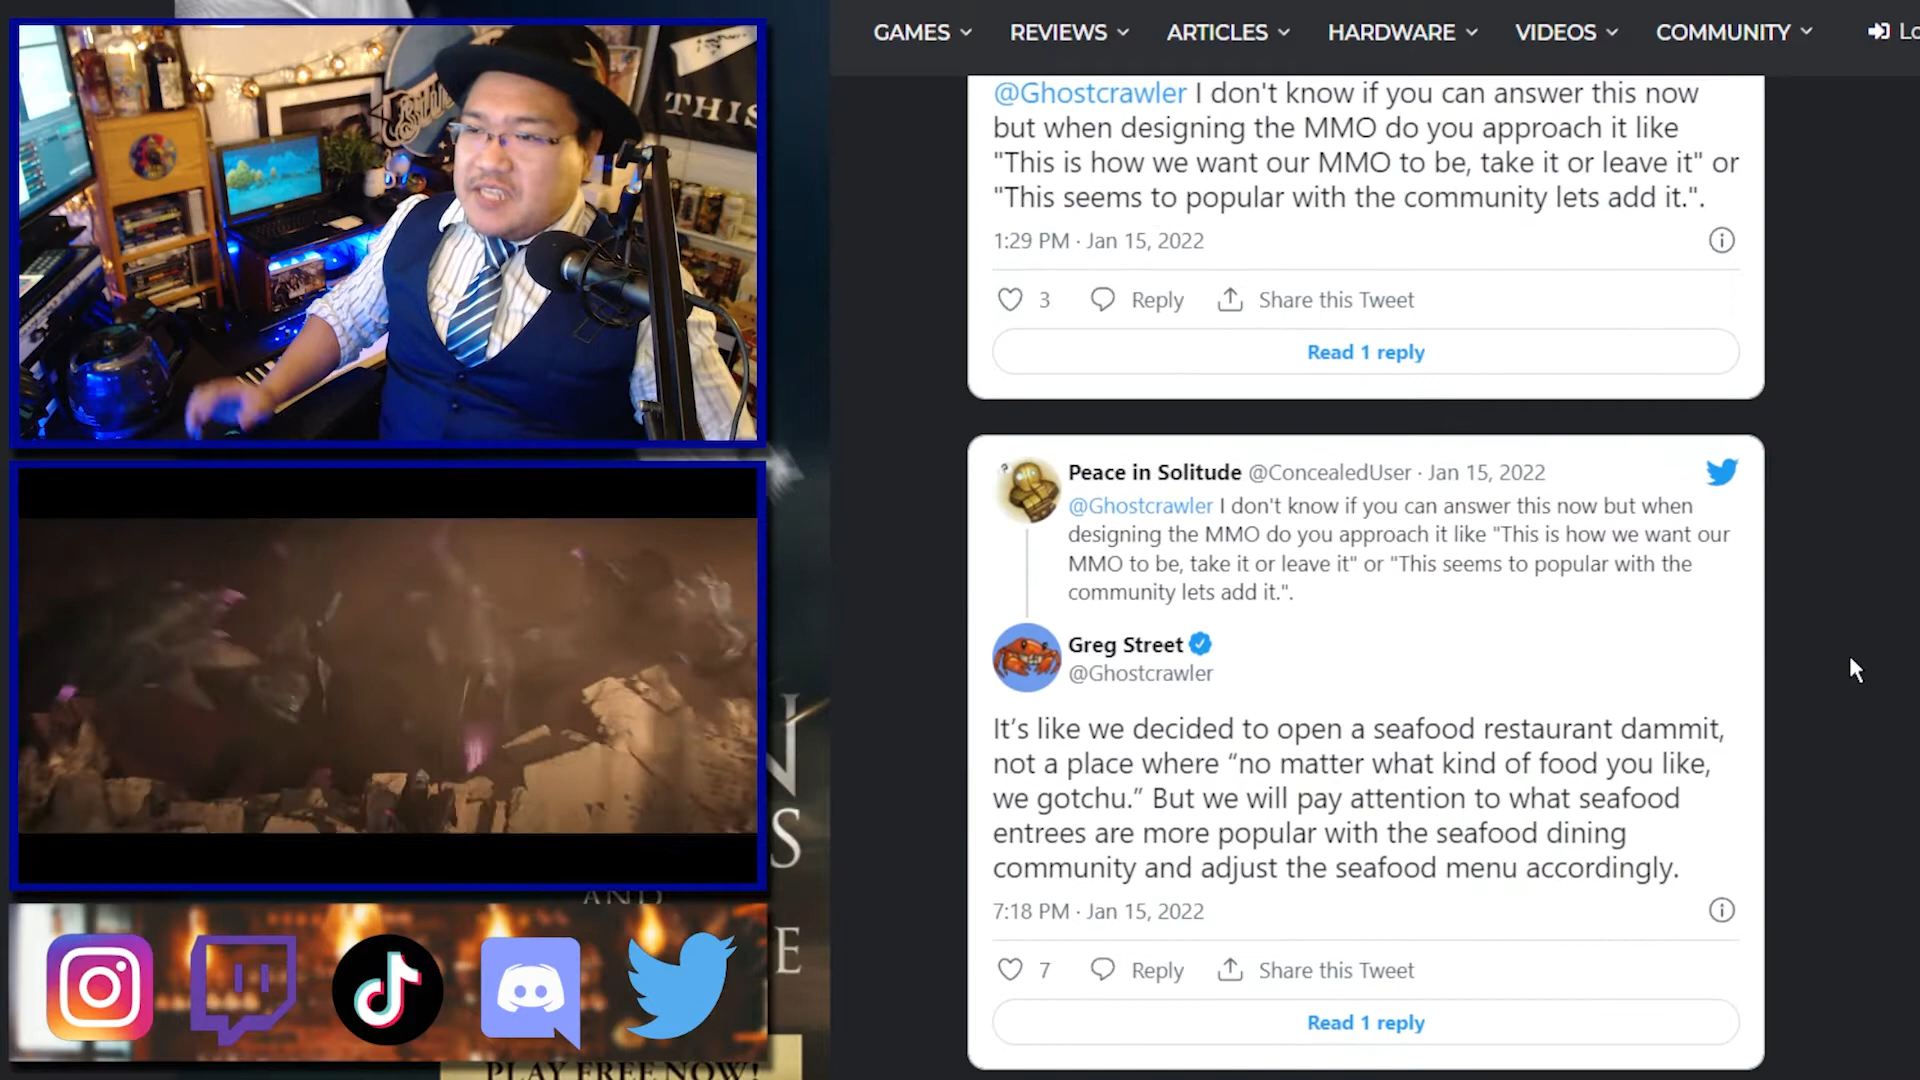 GAMES REVIEWS ARTICLES HARDWARE VIDEOS COMMUNITY Lo
@Ghostcrawler I don't know if you can answer this now
but when designing the MMO do you approach it like
"This is how we want our MMO to be, take it or leave it" or
"This seems to popular with the community lets add it.".
1:29 PM · Jan 15, 2022
3 Reply Share this Tweet
Read 1 reply
Peace in Solitude @ConcealedUser · Jan 15, 2022
@Ghostcrawler I don't know if you can answer this now but when
designing the MMO do you approach it like "This is how we want our
MMO to be, take it or leave it" or "This seems to popular with the
community lets add it.".
Greg Street
@Ghostcrawler
It’s like we decided to open a seafood restaurant dammit,
not a place where “no matter what kind of food you like,
we gotchu.” But we will pay attention to what seafood
entrees are more popular with the seafood dining
community and adjust the seafood menu accordingly.
7:18 PM · Jan 15, 2022
7 Reply Share this Tweet
Read 1 reply
THIS
N
S
AND
E
PLAY FREE NOW!